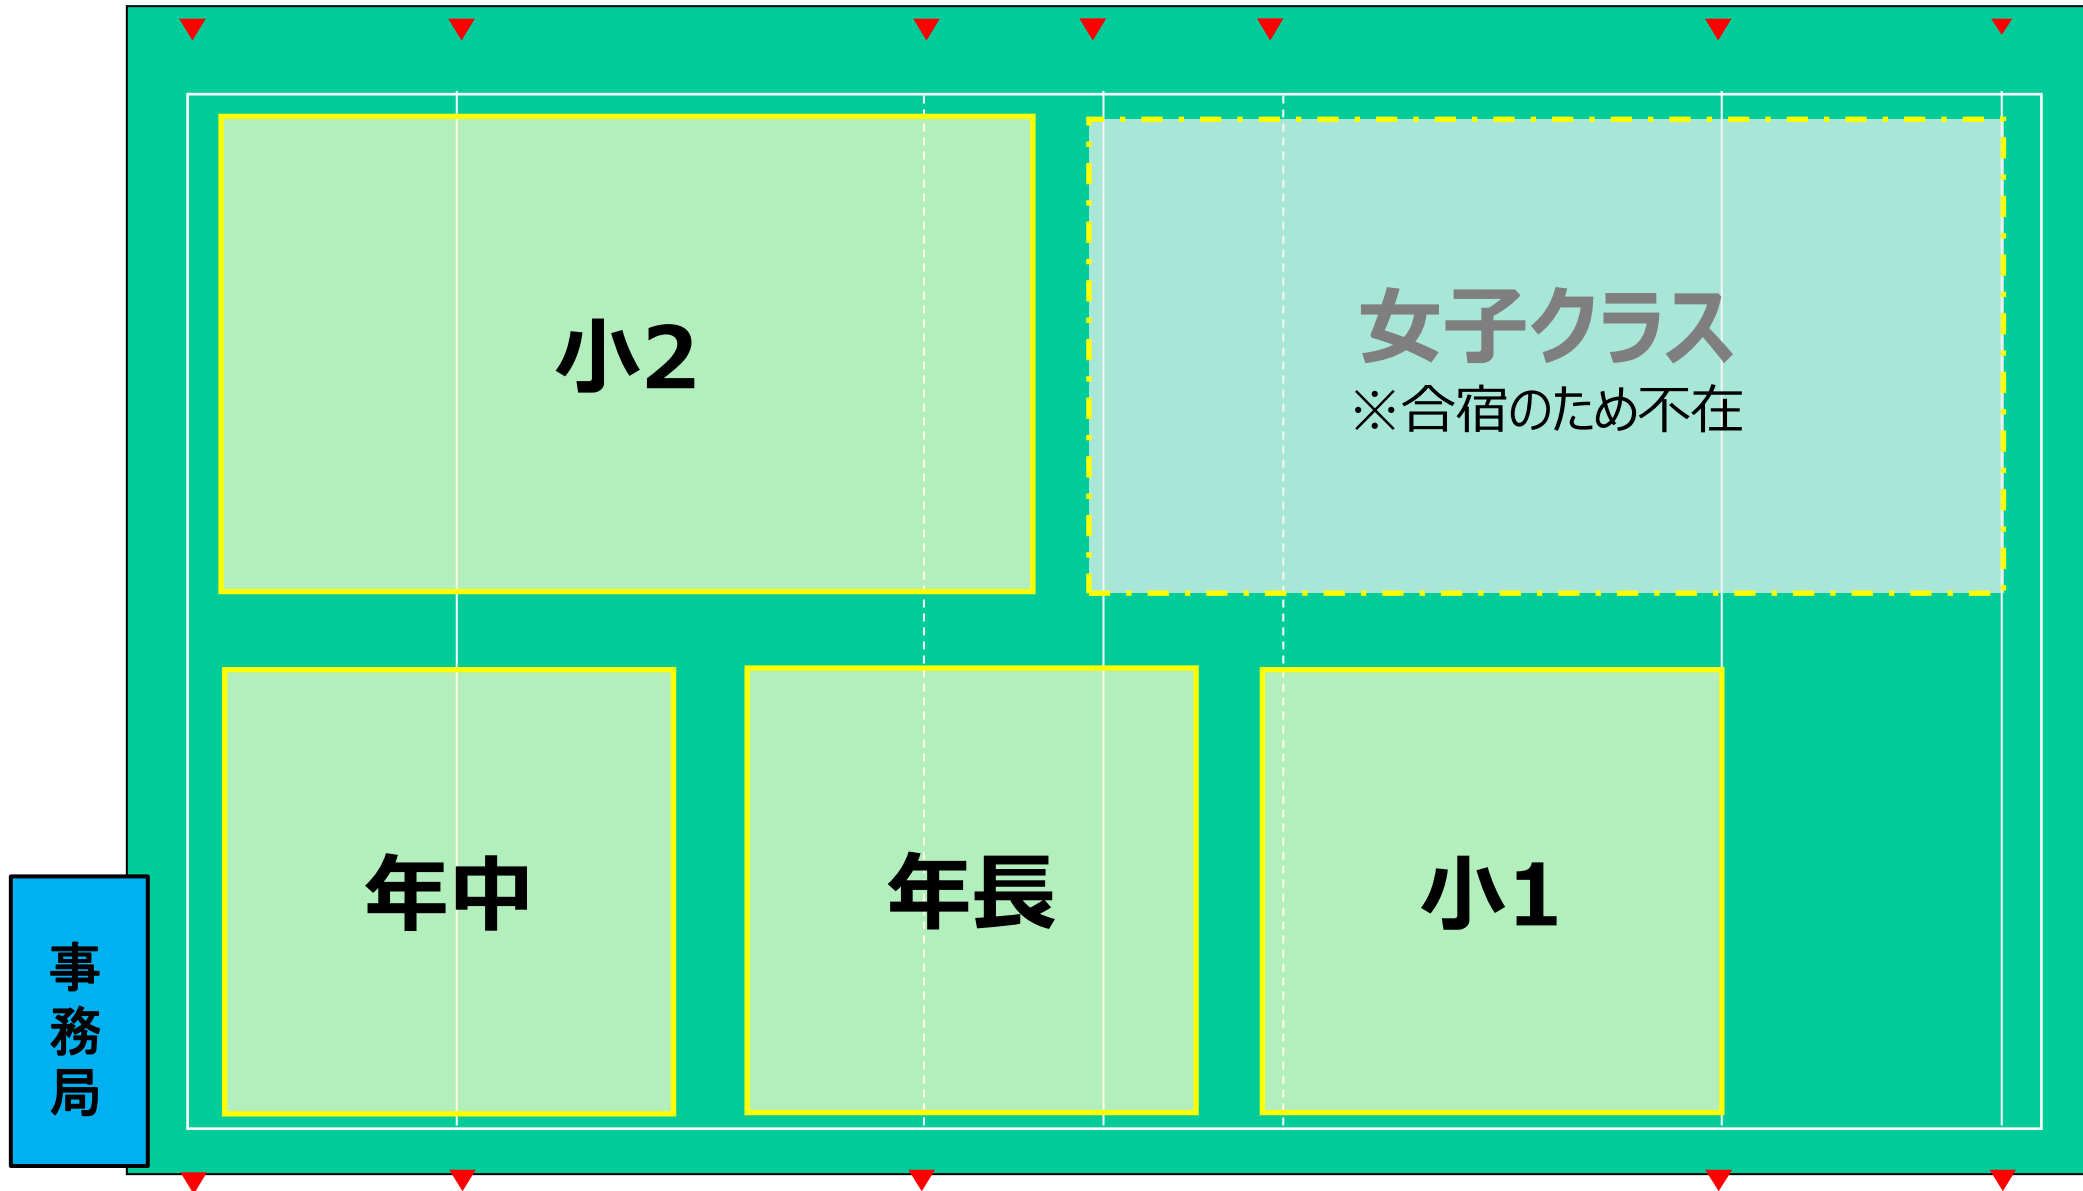 小2
女子クラス
※合宿のため不在
年中
年長
小1
事務局